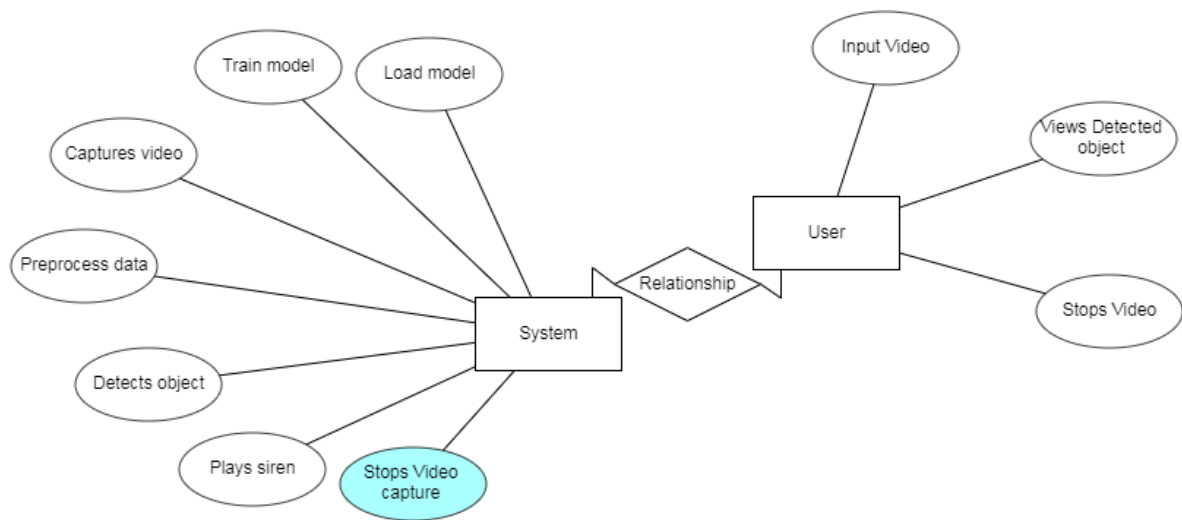 Input Video
Train model
Load model
Views Detected
object
Captures video
User
Preprocess data
Relationship
Stops Video
System
Detects object
Plays siren
Stops Video
capture